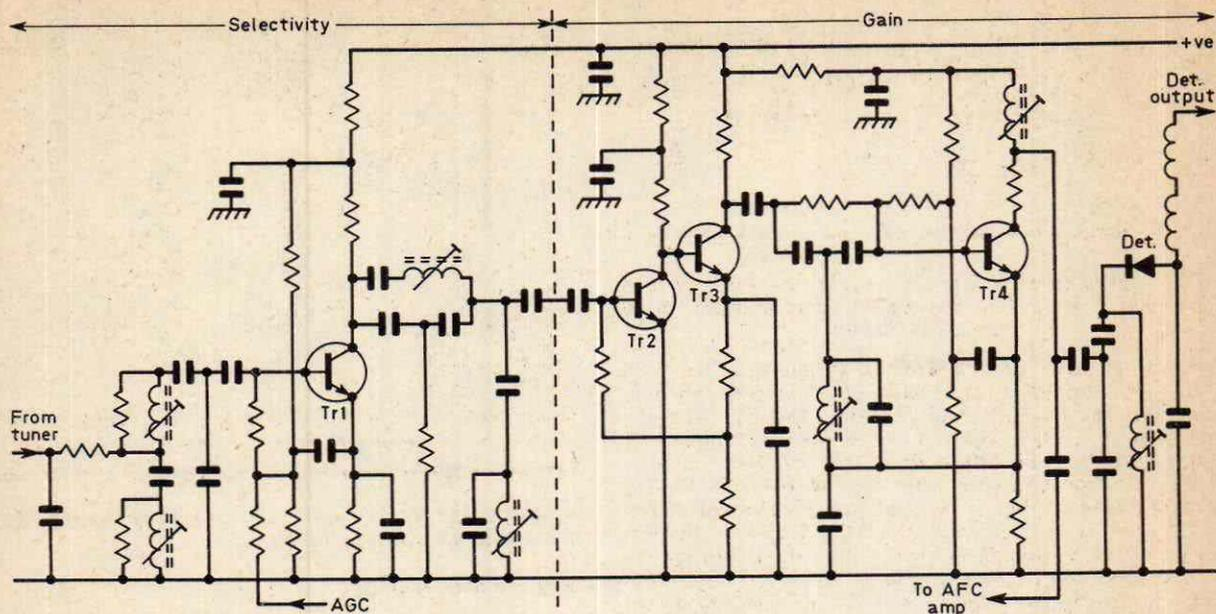 Selectivity
Gain
+ve
Det.
output
Det.
Tr1
Tr2
Tr3
Tr4
From
tuner
AGC
To AFC
amp